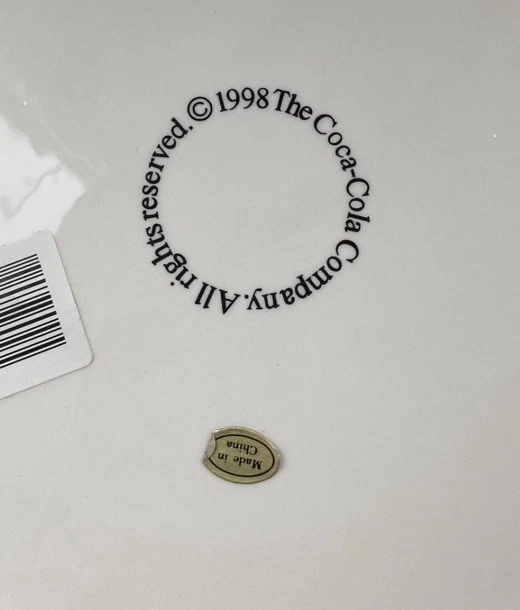 © 1998 The Coca-Cola Company. All rights reserved.
Made in
China